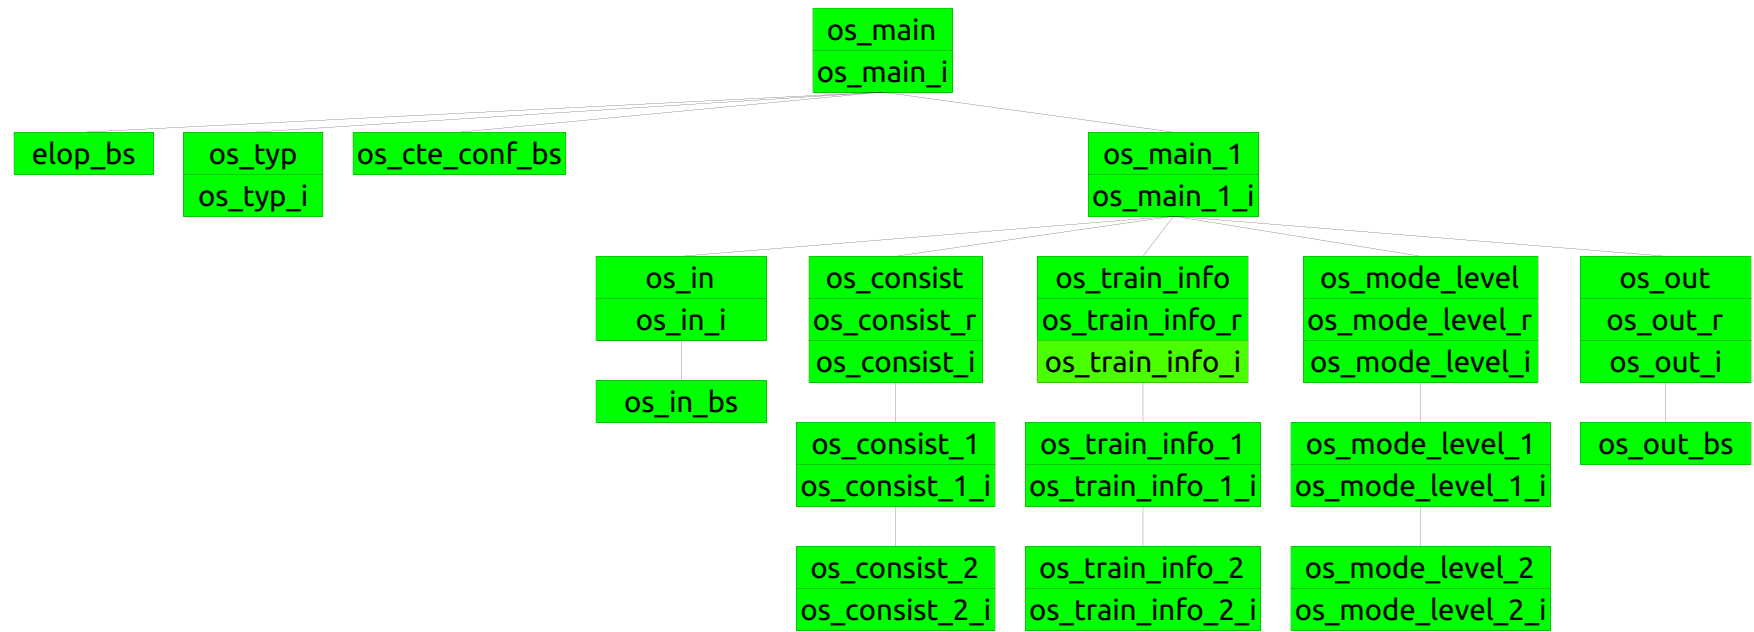 os_main
os_main_i
elop_bs
os_typ
os_typ_i
os_cte_conf_bs
os_main_1
os_main_1_i
os_in
os_in_i
os_in_bs
os_consist
os_consist_r
os_consist_i
os_consist_1
os_consist_1_i
os_consist_2
os_consist_2_i
os_train_info
os_train_info_r
os_train_info_i
os_train_info_1
os_train_info_1_i
os_train_info_2
os_train_info_2_i
os_mode_level
os_mode_level_r
os_mode_level_i
os_mode_level_1
os_mode_level_1_i
os_mode_level_2
os_mode_level_2_i
os_out
os_out_r
os_out_i
os_out_bs